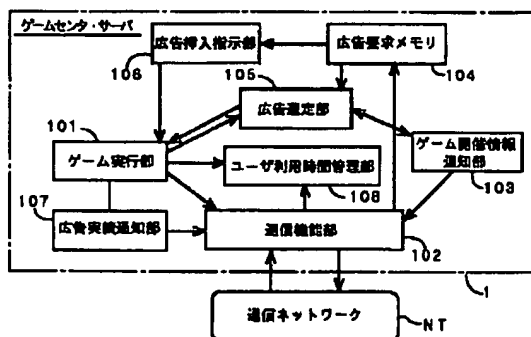 ゲームセンタ・サーバ
広告挿入指示部
106
広告要求メモリ
104
105
広告選定部
101
ゲーム実行部
ユーザ利用時間管理部
108
ゲーム開催情報
通知部
103
107
広告実績通知部
通信機能部
102
1
通信ネットワーク
NT